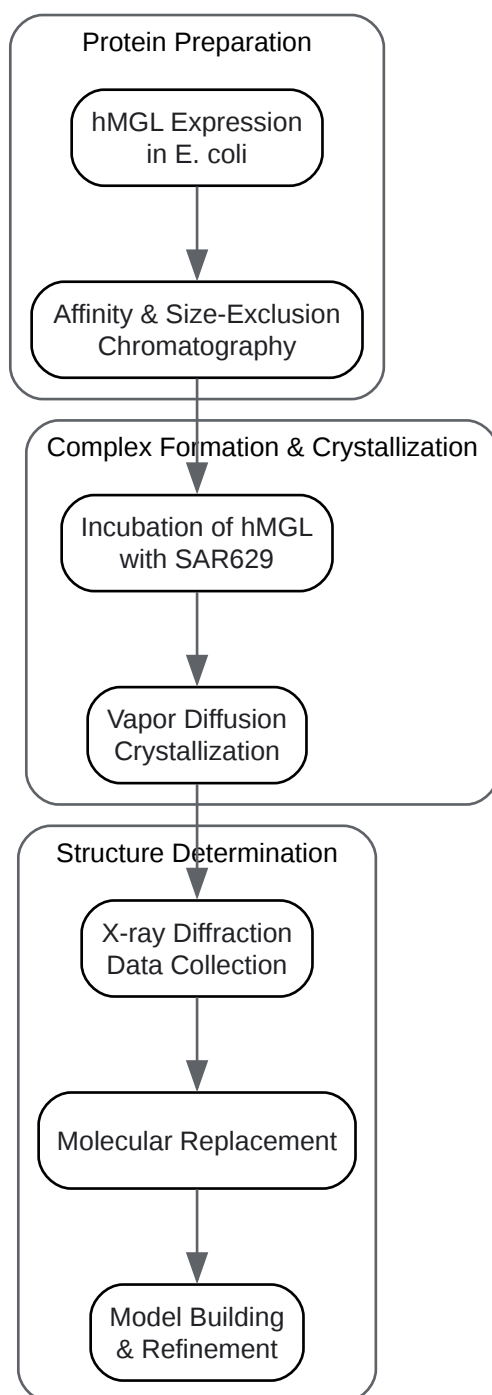 Protein Preparation
hMGL Expression
in E. coli
Affinity & Size-Exclusion
Chromatography
Complex Formation & Crystallization
Incubation of hMGL
with SAR629
Vapor Diffusion
Crystallization
Structure Determination
X-ray Diffraction
Data Collection
Molecular Replacement
Model Building
& Refinement